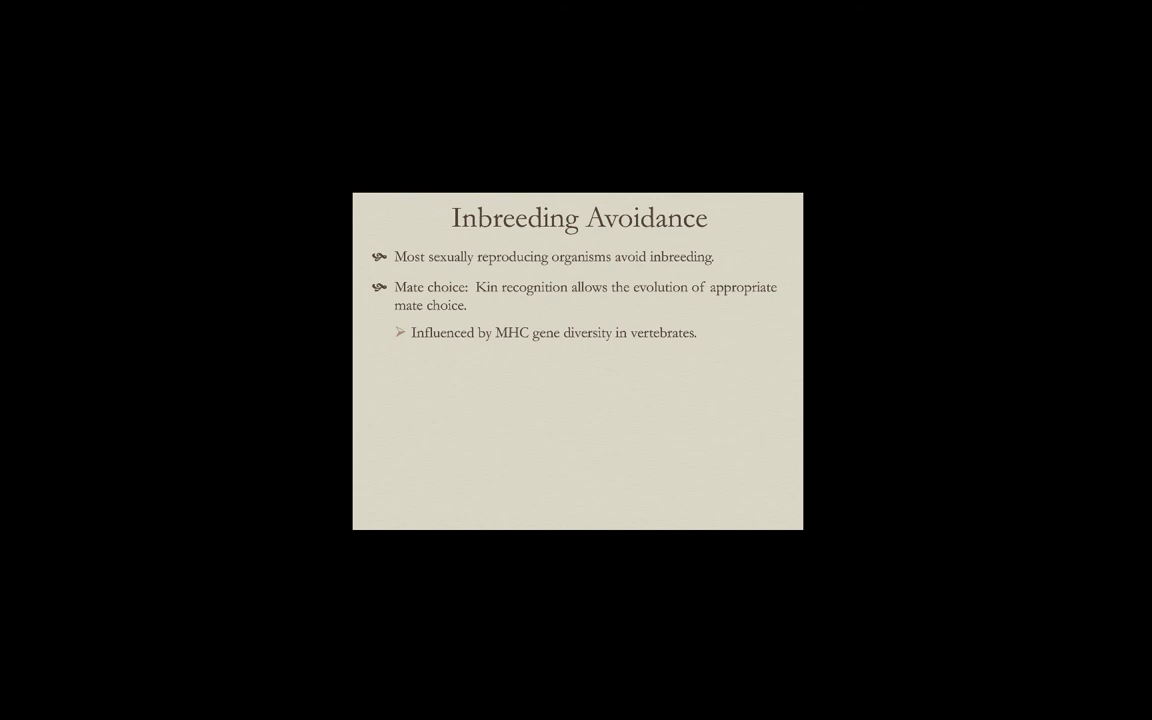 Inbreeding Avoidance
Most sexually reproducing organisms avoid inbreeding.
Mate choice: Kin recognition allows the evolution of appropriate
mate choice.
Influenced by MHC gene diversity in vertebrates.